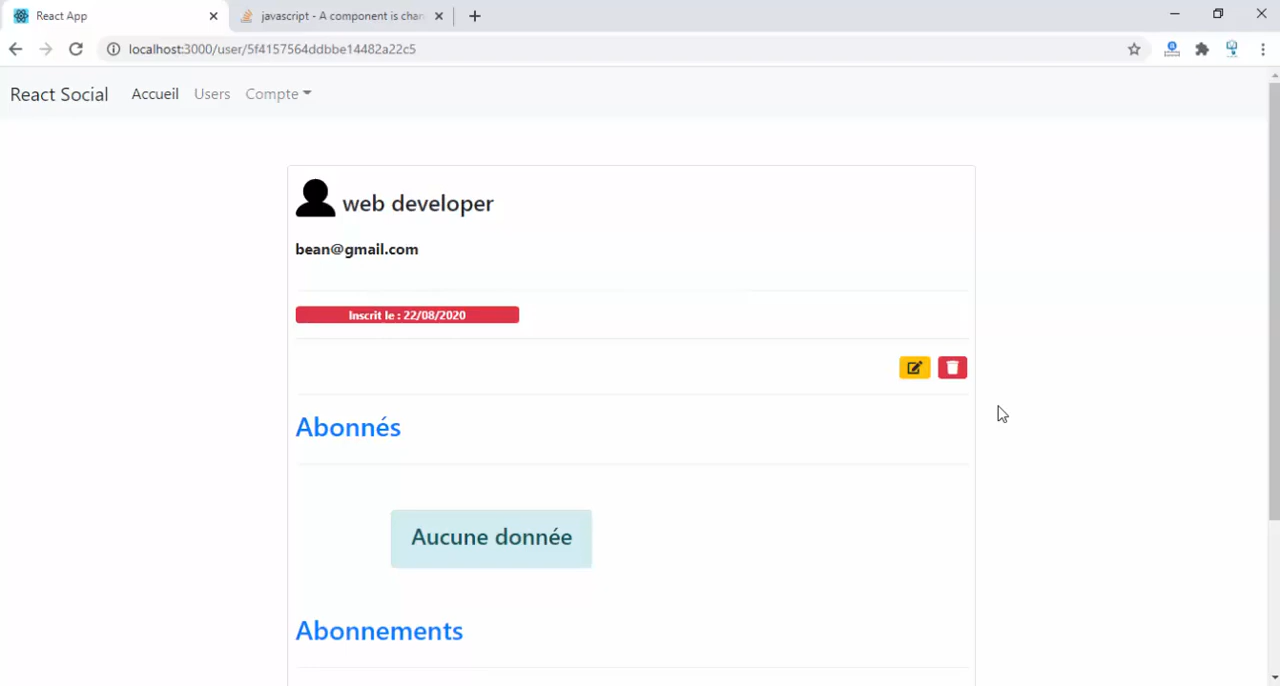 React App
javascript - A component is chan
localhost:3000/user/5f4157564ddbbe14482a22c5
React Social Accueil Users Compte
web developer
bean@gmail.com
Inscrit le : 22/08/2020
Abonnés
Aucune donnée
Abonnements